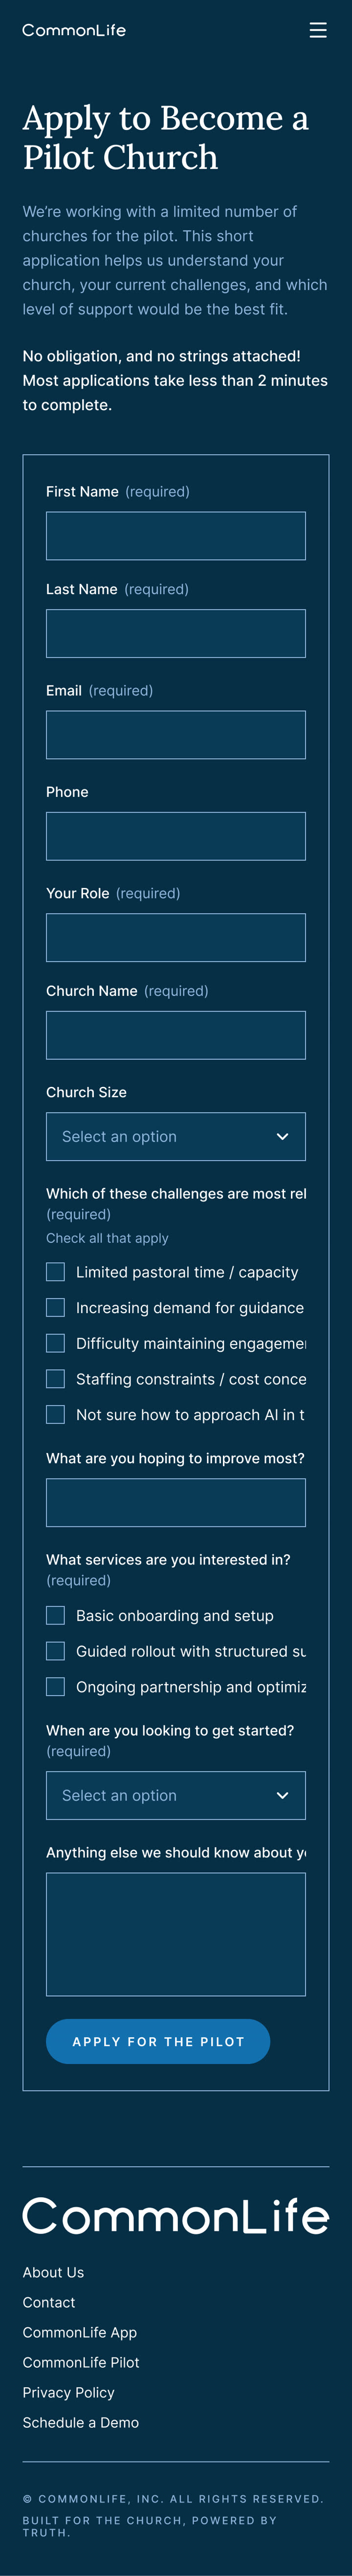 CommonLife
Apply to Become a
Pilot Church
We’re working with a limited number of
churches for the pilot. This short
application helps us understand your
church, your current challenges, and which
level of support would be the best fit.
No obligation, and no strings attached!
Most applications take less than 2 minutes
to complete.
First Name (required)
Last Name (required)
Email (required)
Phone
Your Role (required)
Church Name (required)
Church Size
Select an option
Which of these challenges are most rel
(required)
Check all that apply
Limited pastoral time / capacity
Increasing demand for guidance
Difficulty maintaining engagemen
Staffing constraints / cost conce
Not sure how to approach AI in t
What are you hoping to improve most?
What services are you interested in?
(required)
Basic onboarding and setup
Guided rollout with structured su
Ongoing partnership and optimiz
When are you looking to get started?
(required)
Select an option
Anything else we should know about yo
APPLY FOR THE PILOT
CommonLife
About Us
Contact
CommonLife App
CommonLife Pilot
Privacy Policy
Schedule a Demo
© COMMONLIFE, INC. ALL RIGHTS RESERVED.
BUILT FOR THE CHURCH, POWERED BY
TRUTH.